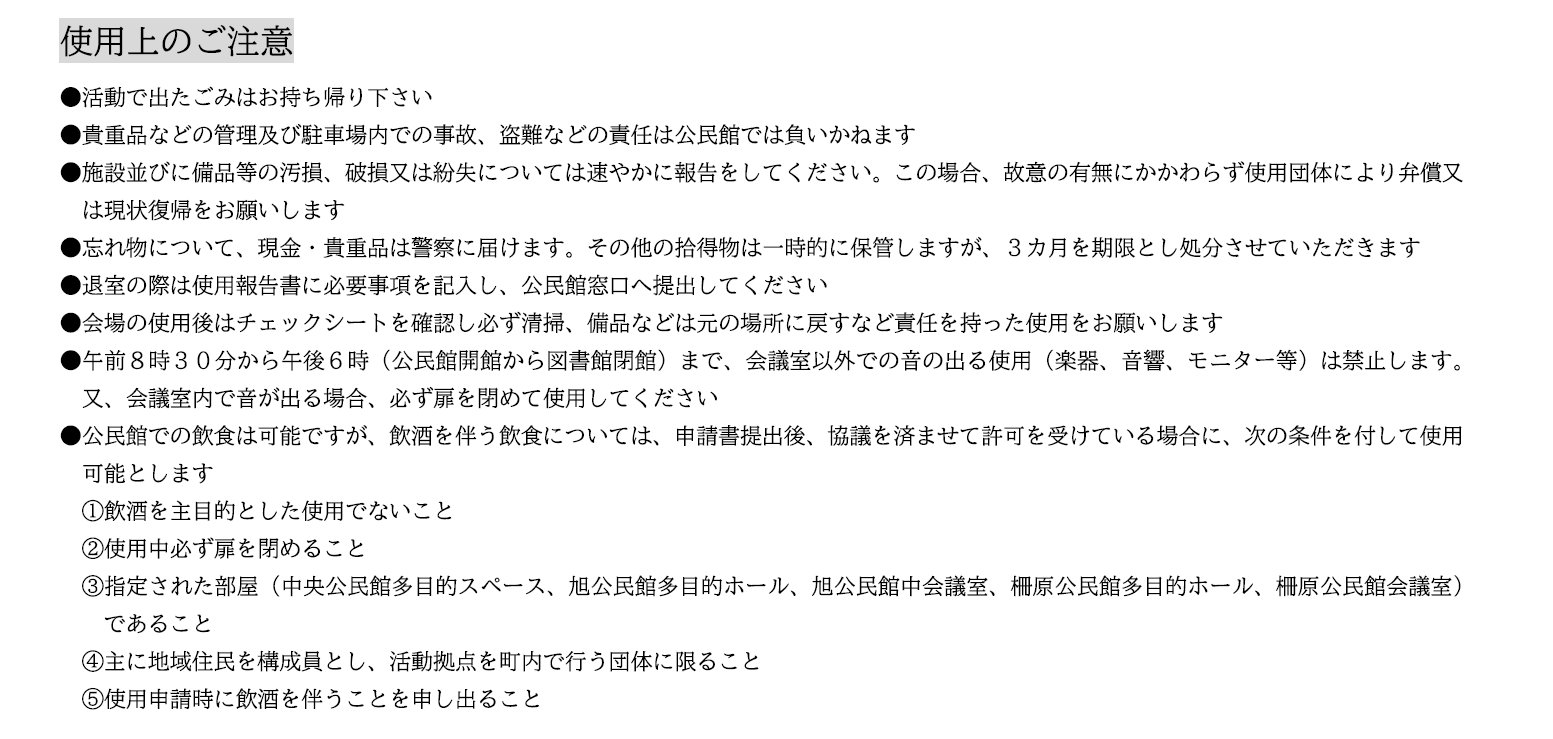 使用上のご注意
●活動で出たごみはお持ち帰り下さい
●貴重品などの管理及び駐車場内での事故、盗難などの責任は公民館では負いかねます
●施設並びに備品等の汚損、破損又は紛失については速やかに報告をしてください。この場合、故意の有無にかかわらず使用団体により弁償又
は現状復帰をお願いします
●忘れ物について、現金・貴重品は警察に届けます。その他の拾得物は一時的に保管しますが、３カ月を期限とし処分させていただきます
●退室の際は使用報告書に必要事項を記入し、公民館窓口へ提出してください
●会場の使用後はチェックシートを確認し必ず清掃、備品などは元の場所に戻すなど責任を持った使用をお願いします
●午前８時３０分から午後６時（公民館開館から図書館閉館）まで、会議室以外での音の出る使用（楽器、音響、モニター等）は禁止します。
又、会議室内で音が出る場合、必ず扉を閉めて使用してください
●公民館での飲食は可能ですが、飲酒を伴う飲食については、申請書提出後、協議を済ませて許可を受けている場合に、次の条件を付して使用
可能とします
①飲酒を主目的とした使用でないこと
②使用中必ず扉を閉めること
③指定された部屋（中央公民館多目的スペース、旭公民館多目的ホール、旭公民館中会議室、柵原公民館多目的ホール、柵原公民館会議室）
であること
④主に地域住民を構成員とし、活動拠点を町内で行う団体に限ること
⑤使用申請時に飲酒を伴うことを申し出ること